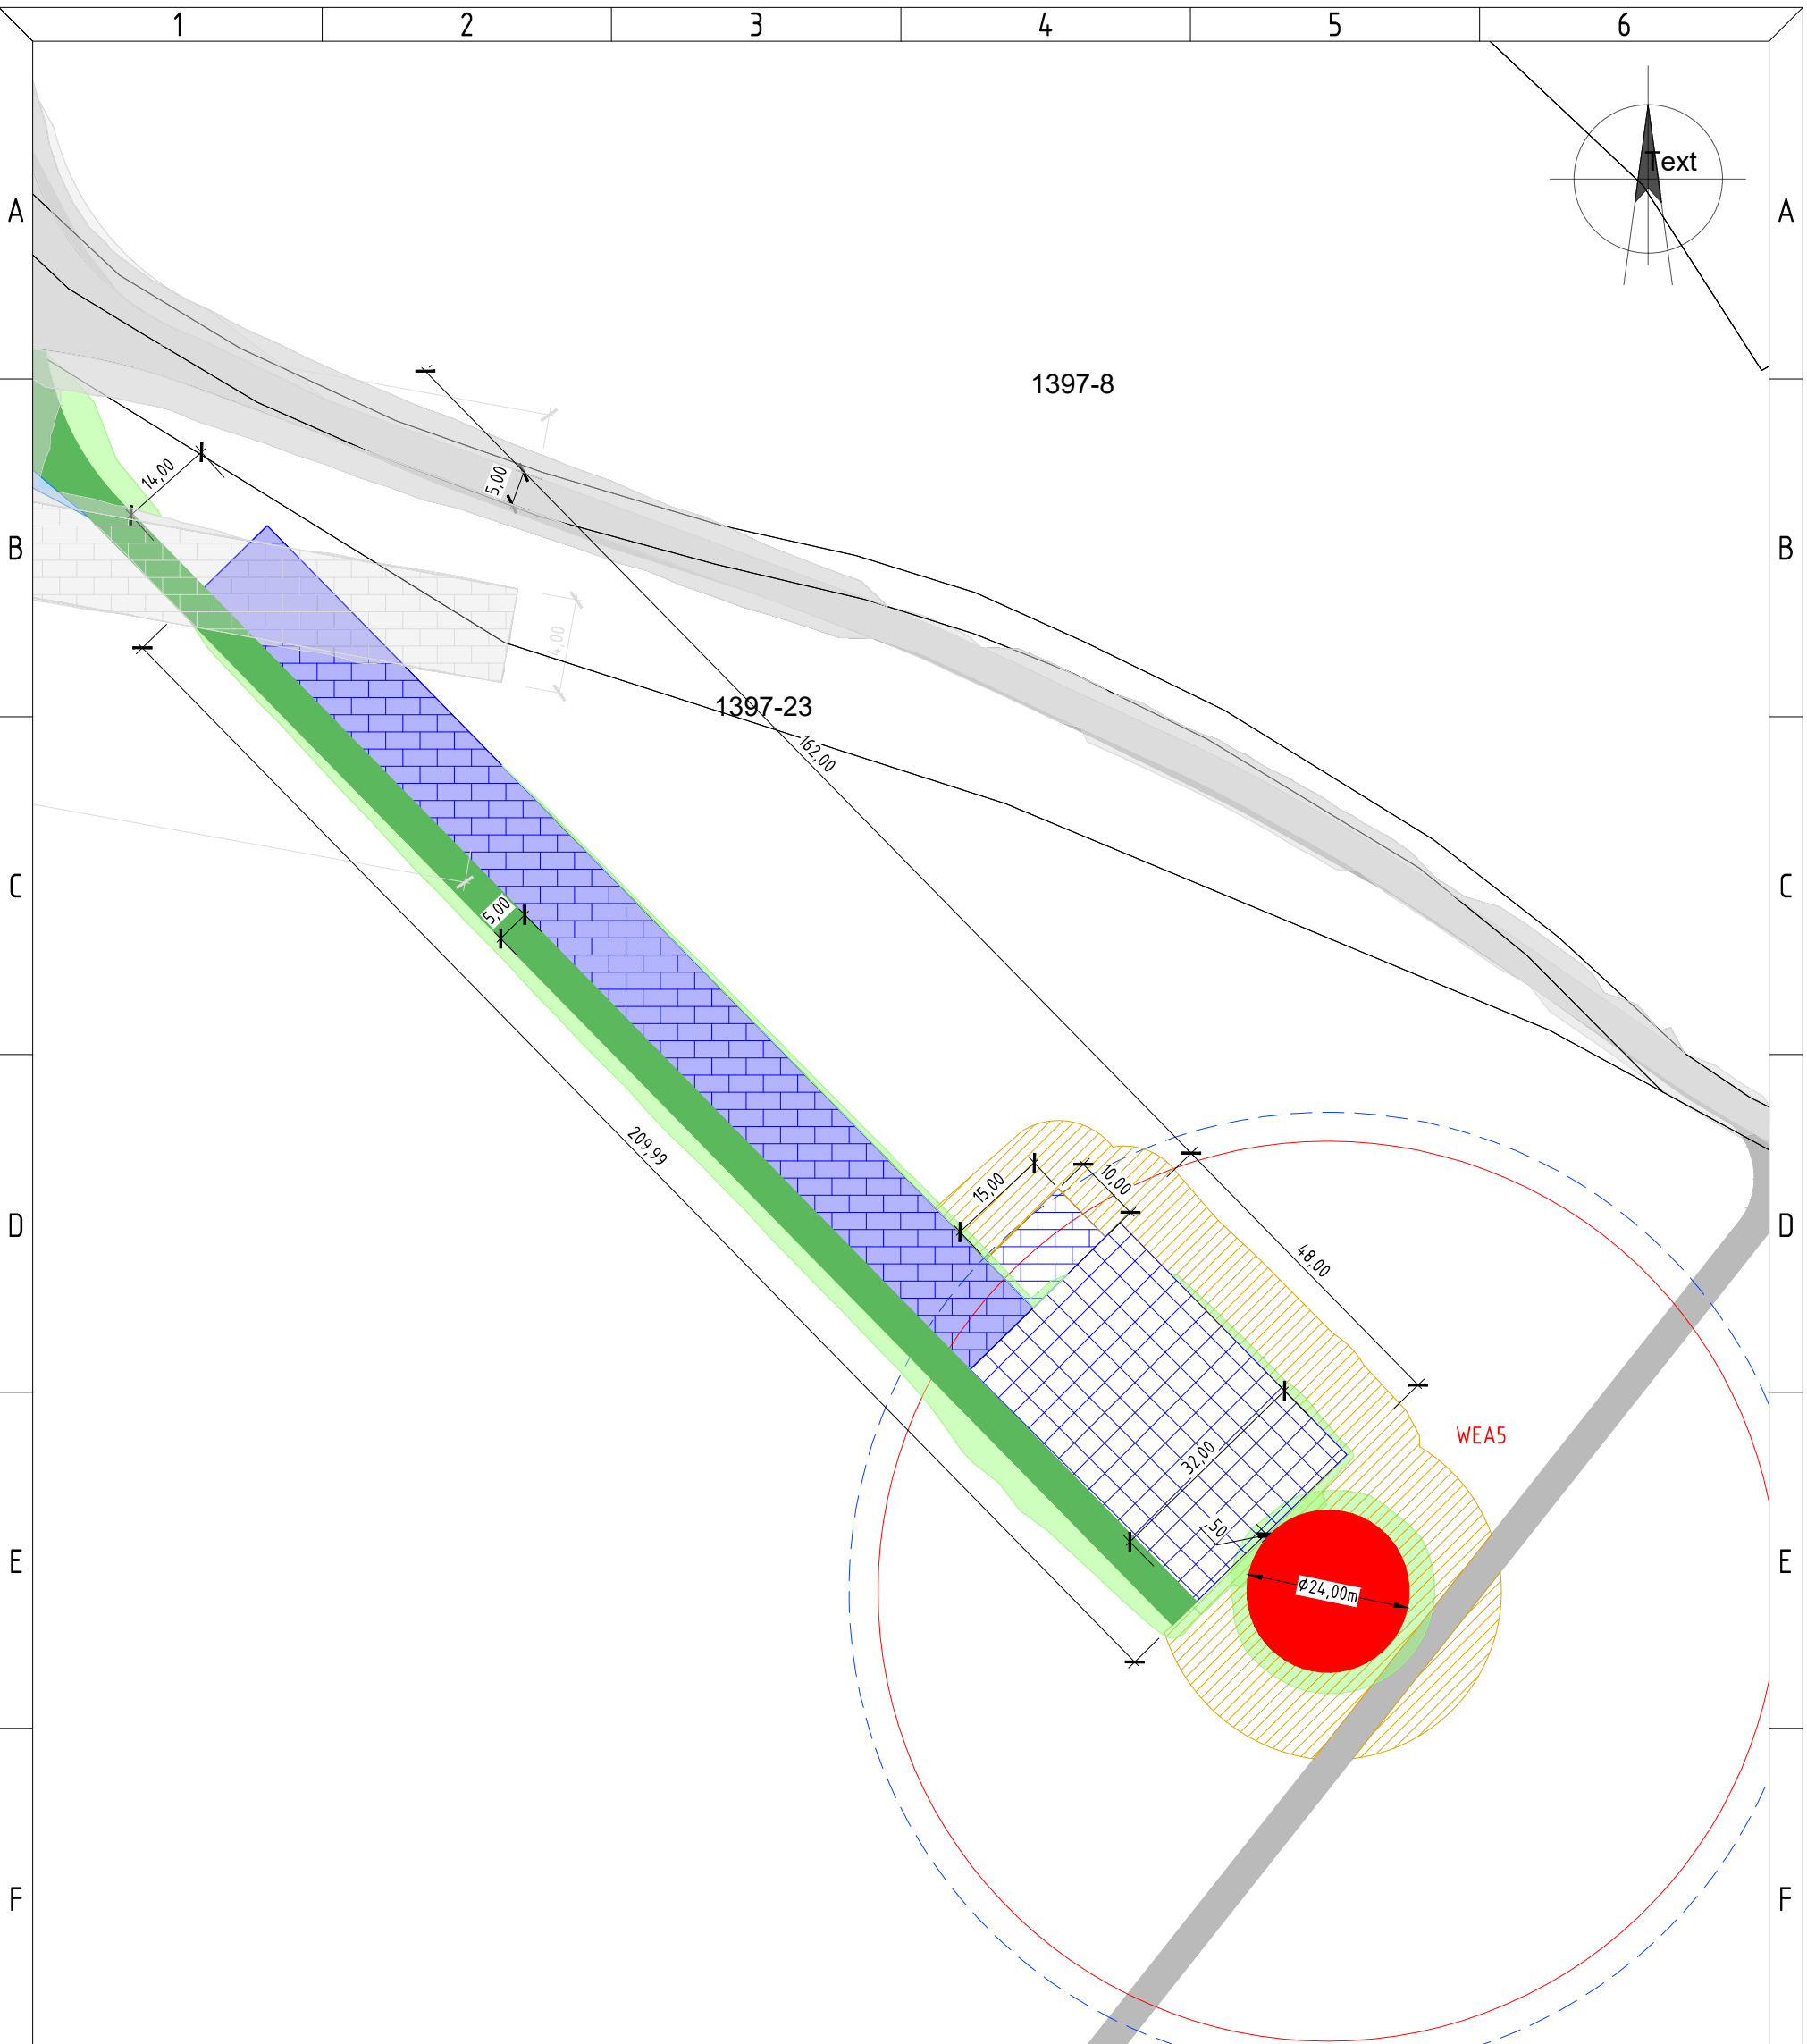 1 2 3 4 5 6
Text
A A
1397-8
14,00
5,00
B B
4,00
1397-23
162,00
C C
5,00
209,99
15,00
10,00
D D
48,00
WEA5
32,00
,50
E E
ϕ24,00m
F F